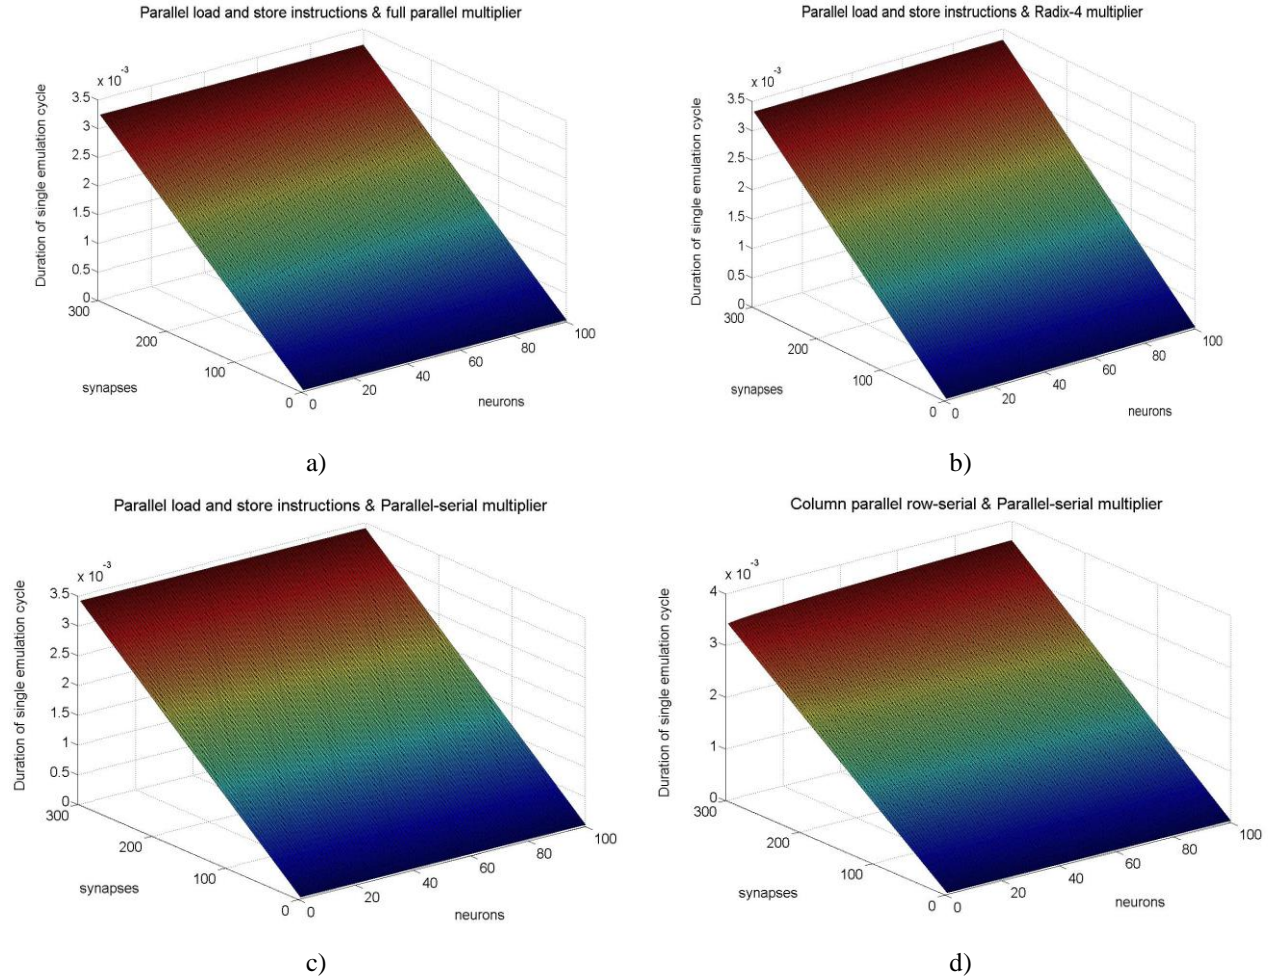 Parallel load and store instructions & full parallel multiplier
x 10⁻³
3.5
3
2.5
2
1.5
1
0.5
0
Duration of single emulation cycle
300
200
100
0
synapses
0
20
40
60
80
100
neurons
a)
Parallel load and store instructions & Radix-4 multiplier
x 10⁻³
3.5
3
2.5
2
1.5
1
0.5
0
Duration of single emulation cycle
300
200
100
0
synapses
0
20
40
60
80
100
neurons
b)
Parallel load and store instructions & Parallel-serial multiplier
x 10⁻³
3.5
3
2.5
2
1.5
1
0.5
0
Duration of single emulation cycle
300
200
100
0
synapses
0
20
40
60
80
100
neurons
c)
Column parallel row-serial & Parallel-serial multiplier
x 10⁻³
4
3
2
1
0
Duration of single emulation cycle
300
200
100
0
synapses
0
20
40
60
80
100
neurons
d)